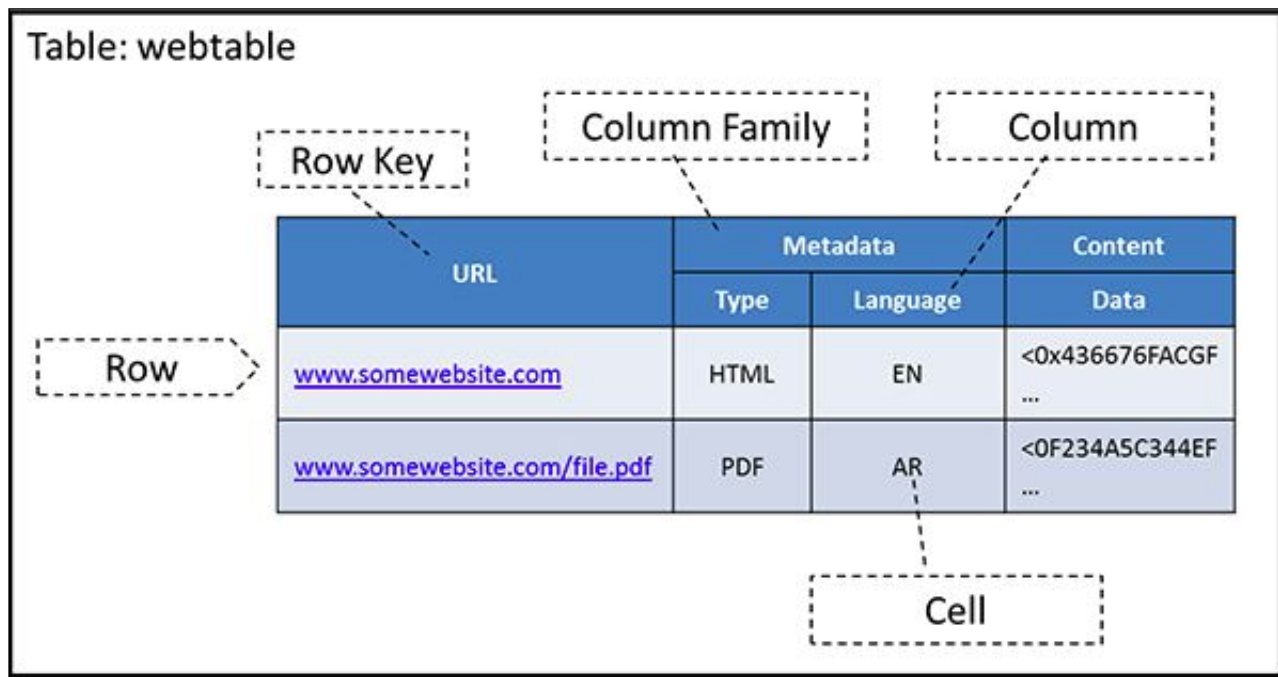 Table: webtable
Column Family
Column
Row Key
URL
Metadata
Content
Type
Language
Data
Row
www.somewebsite.com
HTML
EN
<0x436676FACGF
...
www.somewebsite.com/file.pdf
PDF
AR
<0F234A5C344EF
...
Cell